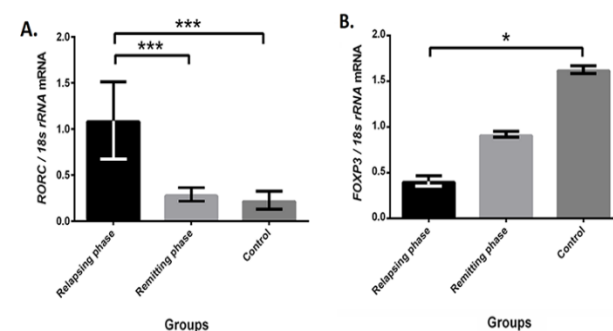 A.
***
***
2.0
1.5
1.0
0.5
0.0
RORC / 18s rRNA mRNA
Relapsing phase
Remitting phase
Control
Groups
B.
*
2.0
1.5
1.0
0.5
0.0
FOXP3 / 18s rRNA mRNA
Relapsing phase
Remitting phase
Control
Groups